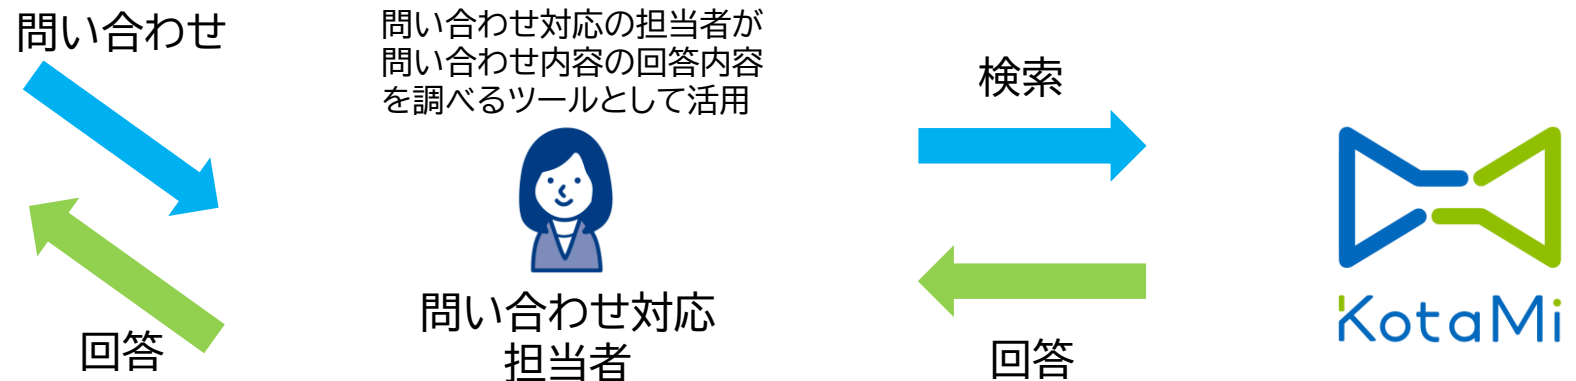 問い合わせ
回答
問い合わせ対応の担当者が
問い合わせ内容の回答内容
を調べるツールとして活用
問い合わせ対応
担当者
検索
回答
KotaMi